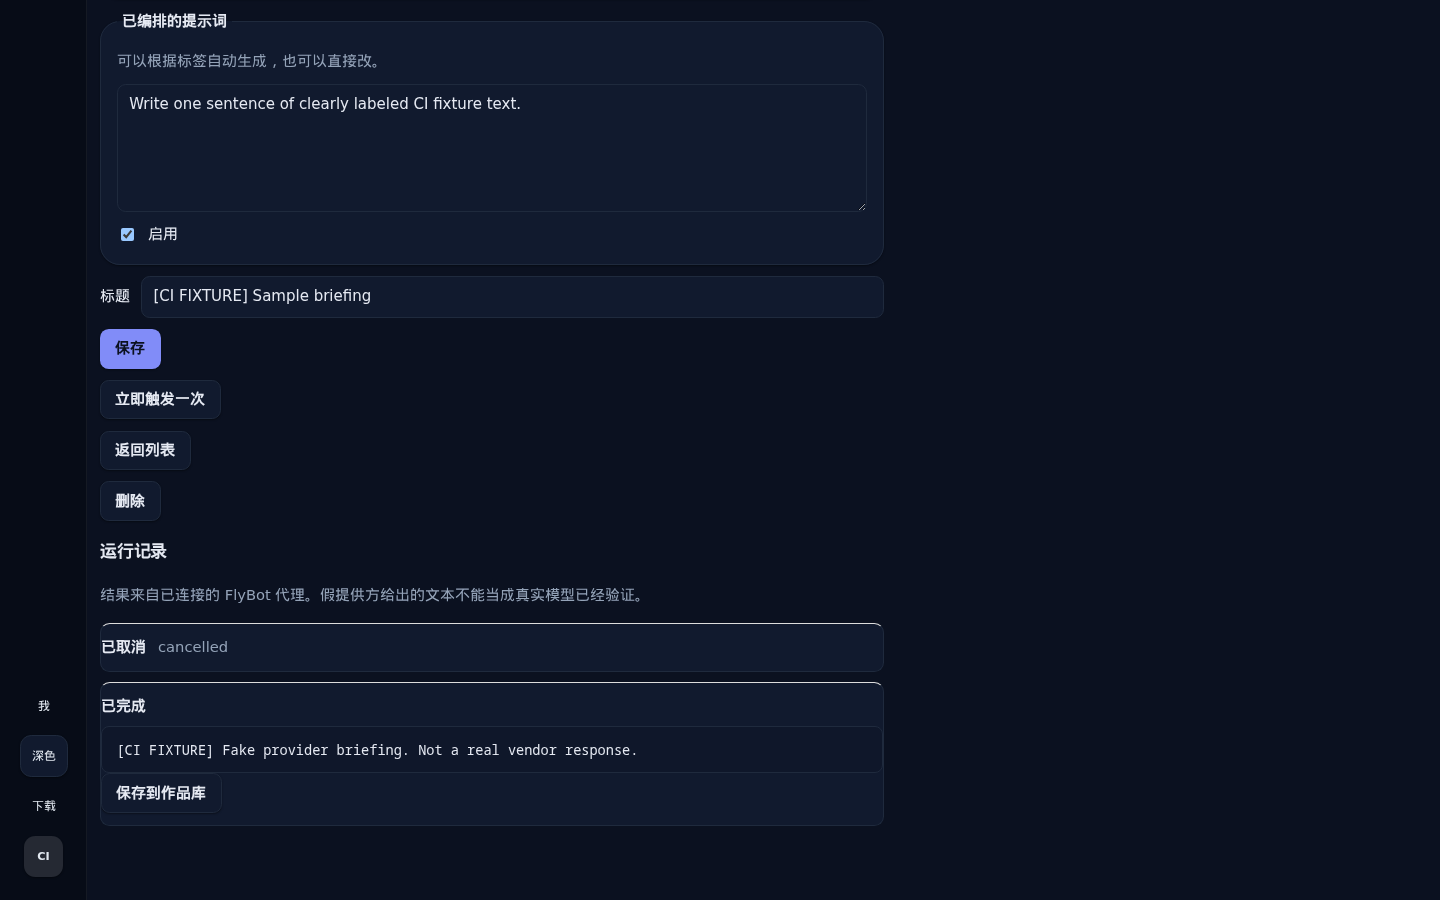 已编排的提示词
可以根据标签自动生成，也可以直接改。
Write one sentence of clearly labeled CI fixture text.
启用
标题
[CI FIXTURE] Sample briefing
保存
立即触发一次
返回列表
删除
运行记录
结果来自已连接的 FlyBot 代理。假提供方给出的文本不能当成真实模型已经验证。
已取消 cancelled
已完成
[CI FIXTURE] Fake provider briefing. Not a real vendor response.
保存到作品库
我
深色
下载
CI